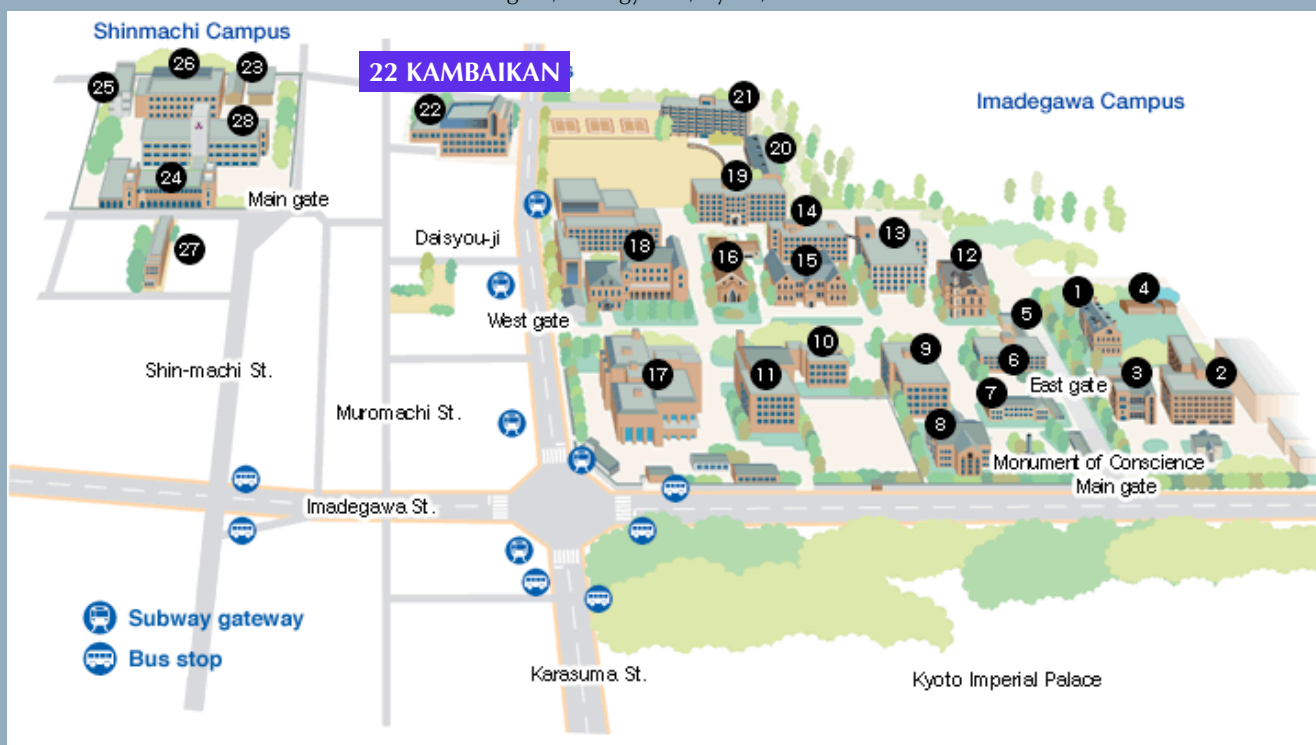 Shinmachi Campus
22 KAMBAIKAN
Imadegawa Campus
26
23
25
28
24
Main gate
27
22
21
20
19
14
13
18
16
15
12
1
4
5
Daisyou-ji
West gate
17
11
10
9
6
East gate
3
2
7
8
Monument of Conscience
Main gate
Shin-machi St.
Muromachi St.
Imadegawa St.
Subway gateway
Bus stop
Karasuma St.
Kyoto Imperial Palace